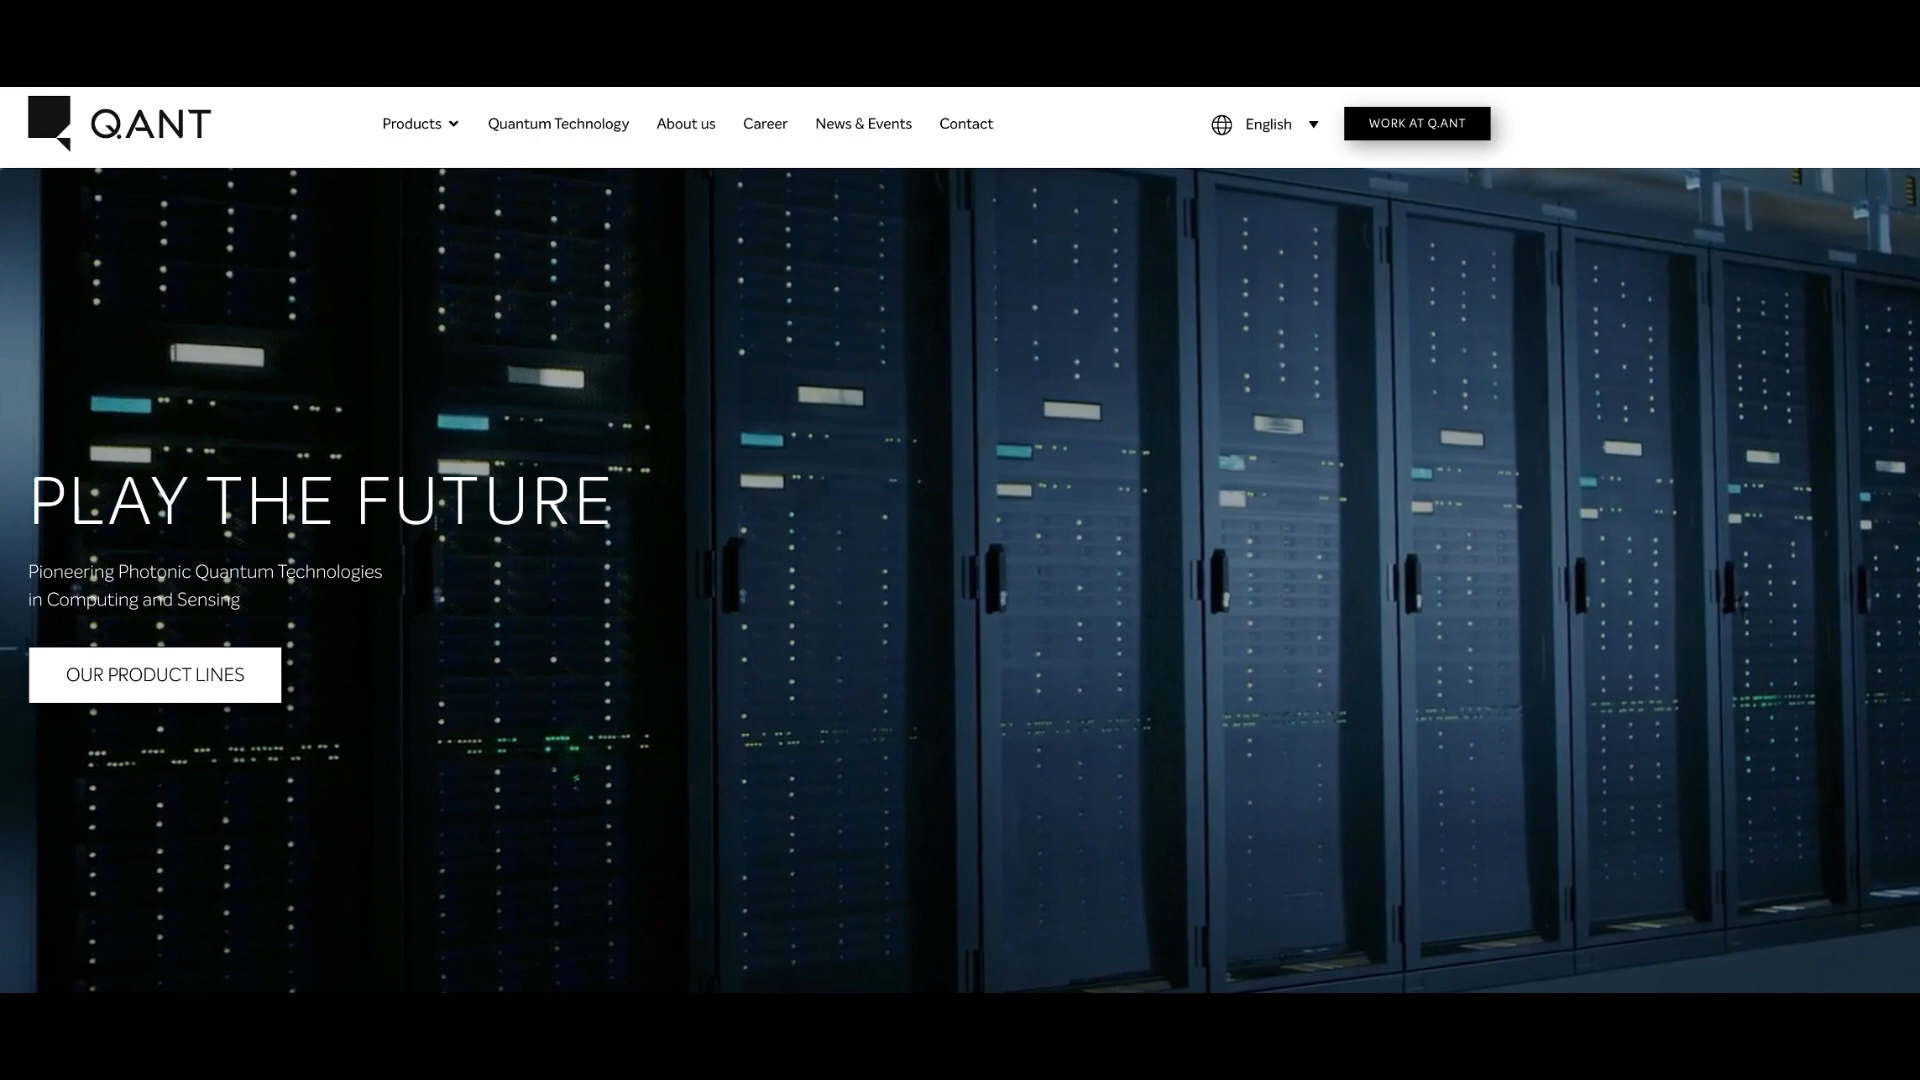 Q.ANT
Products
Quantum Technology
About us
Career
News & Events
Contact
English
WORK AT Q.ANT
PLAY THE FUTURE
Pioneering Photonic Quantum Technologies
in Computing and Sensing
OUR PRODUCT LINES